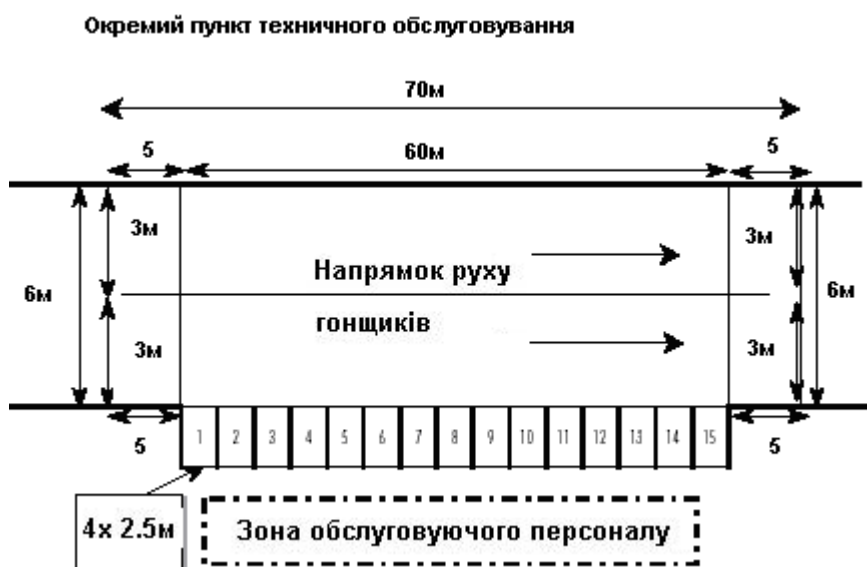 Окремий пункт техничного обслуговування
70м
5
60м
5
3м
3м
Напрямок руху
6м
6м
гонщиків
3м
3м
5
1 2 3 4 5 6 7 8 9 10 11 12 13 14 15
5
4х 2.5м
Зона обслуговуючого персоналу